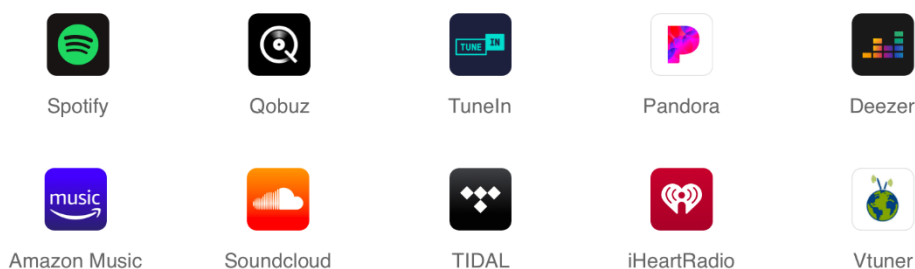 TUNE IN
Spotify
Qobuz
TuneIn
Pandora
Deezer
music
Amazon Music
Soundcloud
TIDAL
iHeartRadio
Vtuner